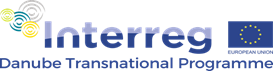 Interreg
EUROPEAN UNION
Danube Transnational Programme